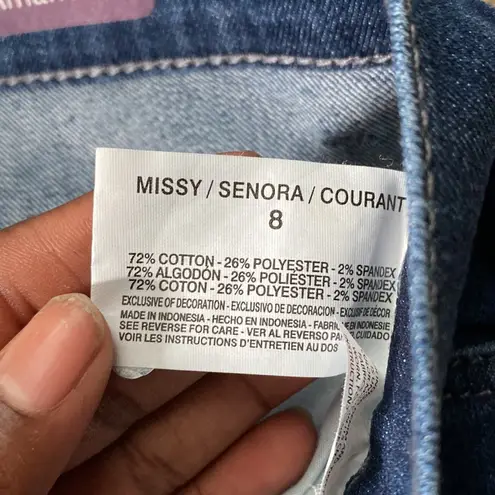 MISSY / SENORA / COURANT
8
72% COTTON - 26% POLYESTER - 2% SPANDEX
72% ALGODÓN - 26% POLIÉSTER - 2% SPANDEX
72% COTON - 26% POLYESTER - 2% SPANDEX
EXCLUSIVE OF DECORATION - EXCLUSIVO DE DECORACION - EXCLUSIF DE DÉCOR
MADE IN INDONESIA - HECHO EN INDONESIA - FABRIQUÉ EN INDONESIE
SEE REVERSE FOR CARE - VER AL REVERSO PARA CUIDADO
VOIR LES INSTRUCTIONS D'ENTRETIEN AU DOS